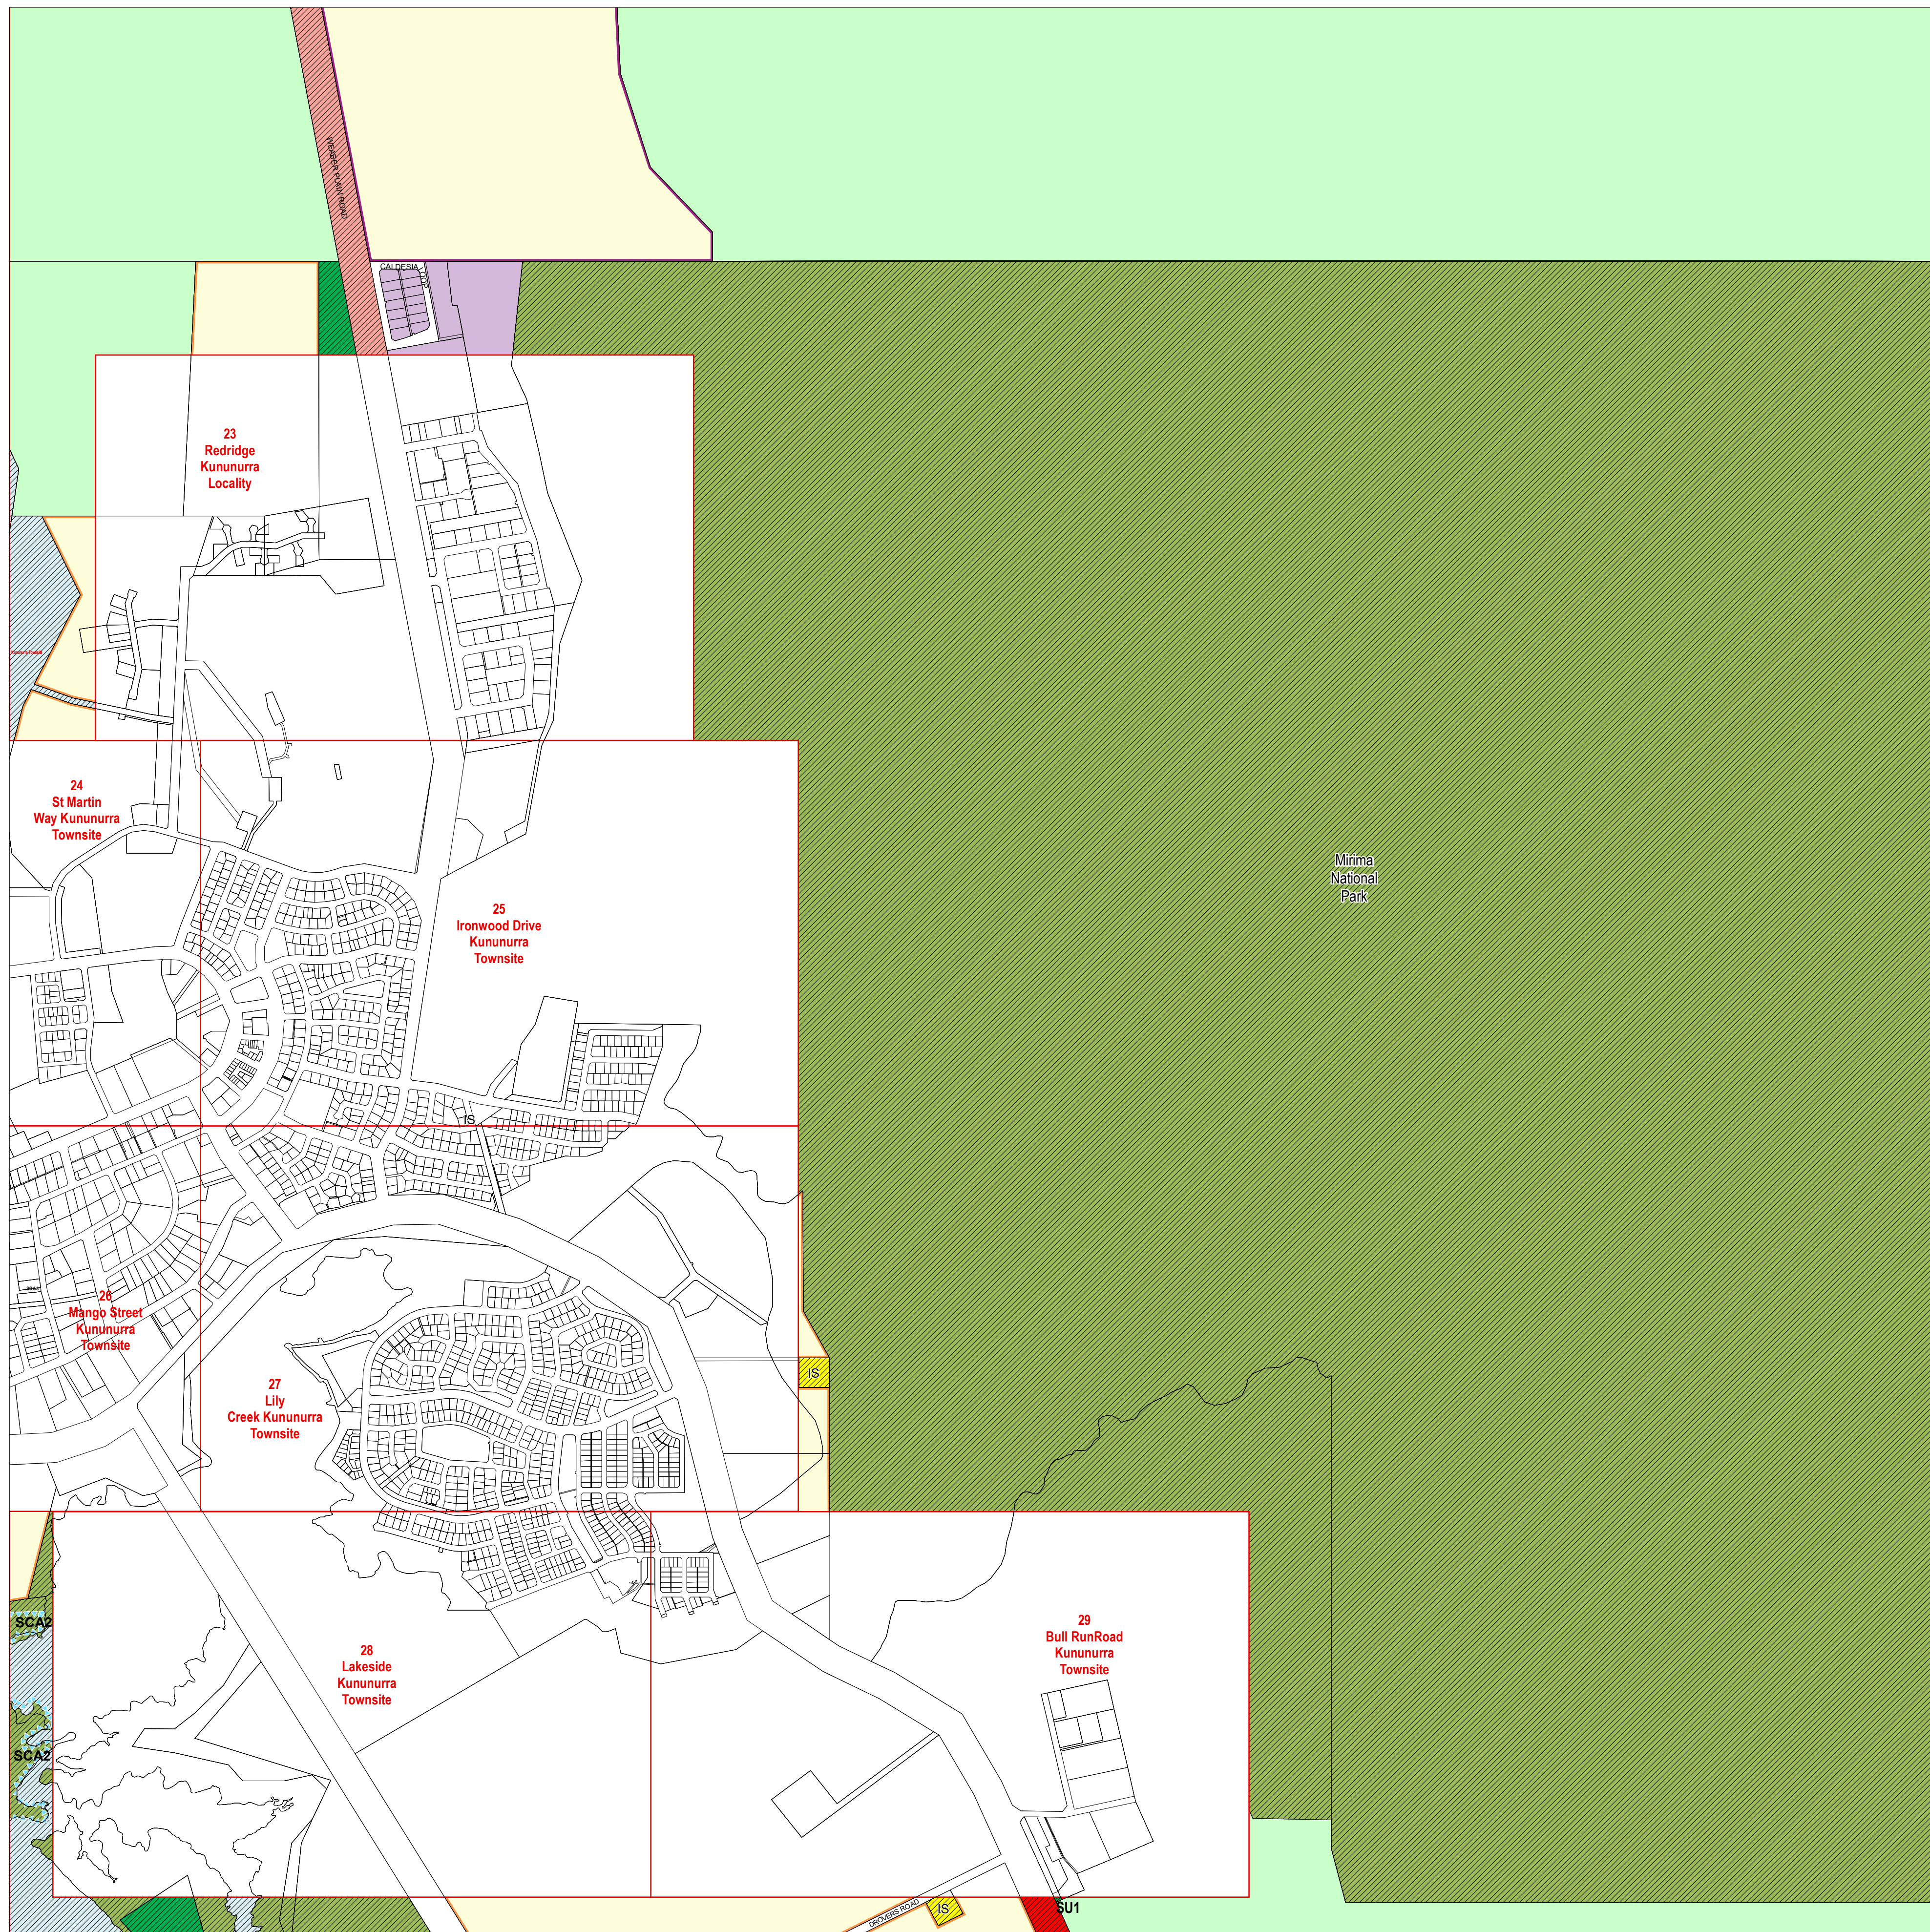 WEABER PLAIN ROAD
CALDESIA
LOOP
23
Redridge
Kununurra
Locality
24
St Martin
Way Kununurra
Townsite
25
Ironwood Drive
Kununurra
Townsite
Mirima
National
Park
IS
26
Mango Street
Kununurra
Townsite
27
Lily
Creek Kununurra
Townsite
IS
SCA2
28
Lakeside
Kununurra
Townsite
29
Bull RunRoad
Kununurra
Townsite
SCA2
DROVERS ROAD
IS
SU1